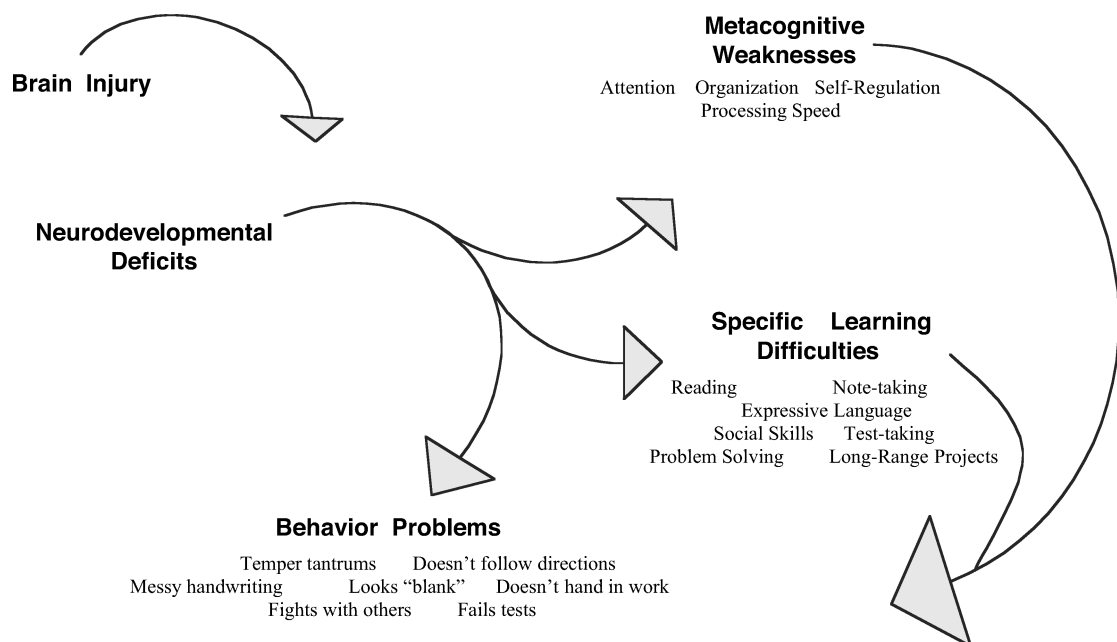 Metacognitive
Weaknesses
Brain Injury
Attention Organization Self-Regulation
Processing Speed
Neurodevelopmental
Deficits
Specific Learning
Difficulties
Reading Note-taking
Expressive Language
Social Skills Test-taking
Problem Solving Long-Range Projects
Behavior Problems
Temper tantrums Doesn’t follow directions
Messy handwriting Looks “blank” Doesn’t hand in work
Fights with others Fails tests